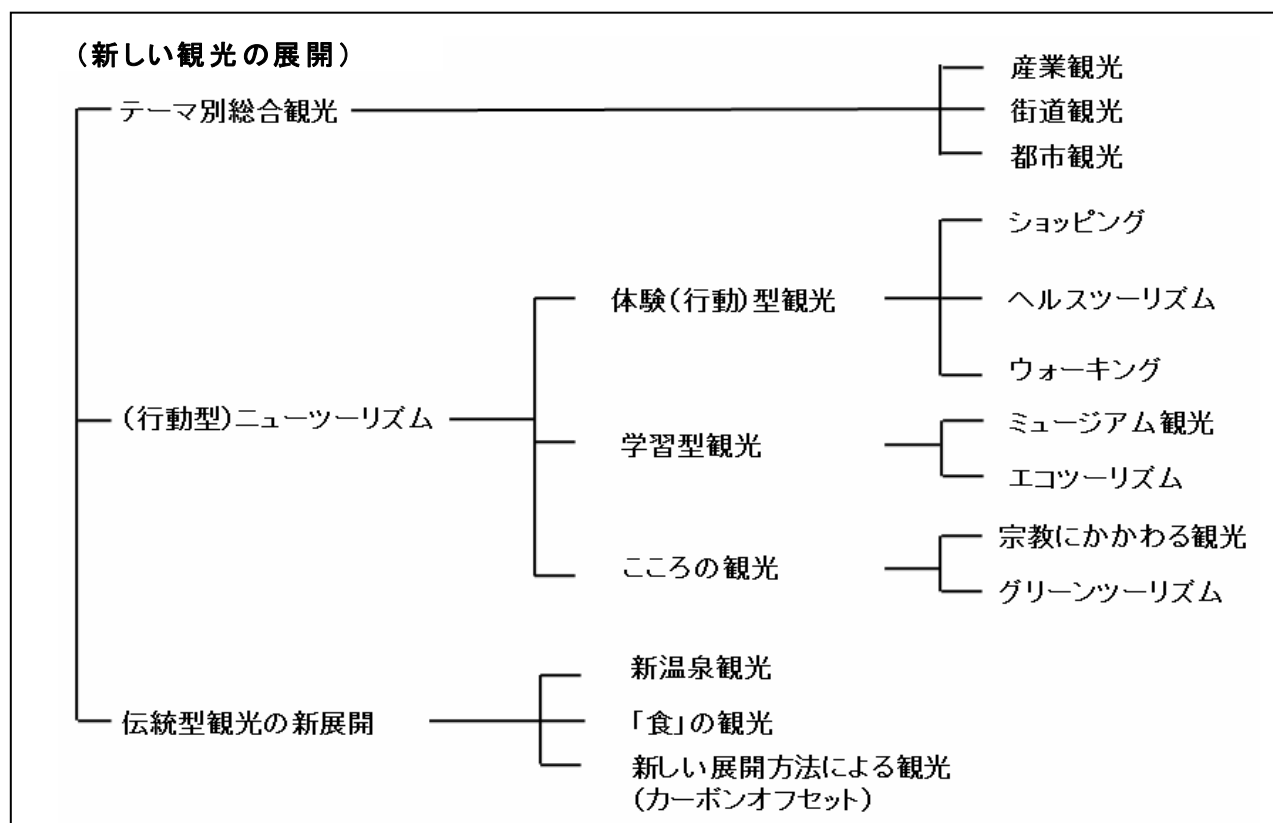 （新しい観光の展開）
テーマ別総合観光
産業観光
街道観光
都市観光
（行動型）ニューツーリズム
体験（行動）型観光
ショッピング
ヘルスツーリズム
ウォーキング
学習型観光
ミュージアム観光
エコツーリズム
こころの観光
宗教にかかわる観光
グリーンツーリズム
伝統型観光の新展開
新温泉観光
「食」の観光
新しい展開方法による観光
（カーボンオフセット）